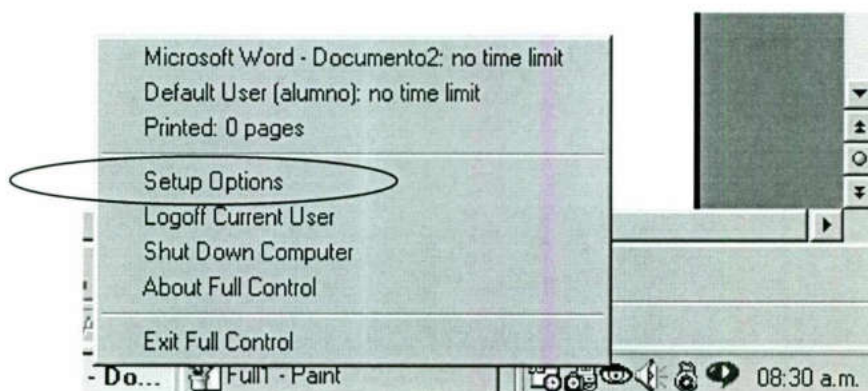 Microsoft Word - Documento2: no time limit
Default User (alumno): no time limit
Printed: 0 pages
Setup Options
Logoff Current User
Shut Down Computer
About Full Control
Exit Full Control
- Do... Full1 - Paint 08:30 a.m.